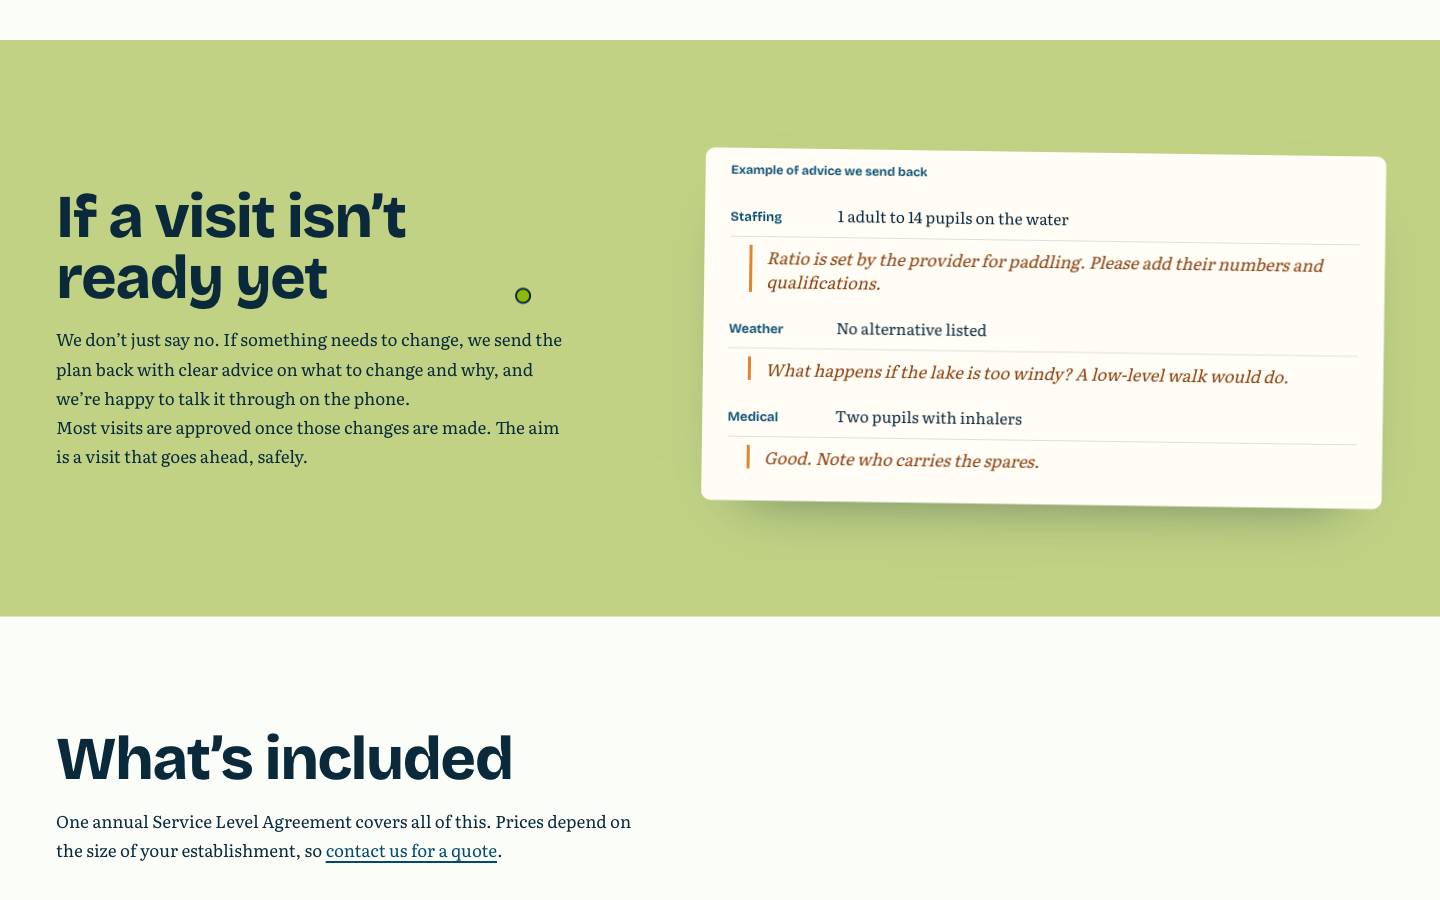 If a visit isn’t
ready yet
We don’t just say no. If something needs to change, we send the
plan back with clear advice on what to change and why, and
we’re happy to talk it through on the phone.
Most visits are approved once those changes are made. The aim
is a visit that goes ahead, safely.
Example of advice we send back
Staffing 1 adult to 14 pupils on the water
Ratio is set by the provider for paddling. Please add their numbers and
qualifications.
Weather No alternative listed
What happens if the lake is too windy? A low-level walk would do.
Medical Two pupils with inhalers
Good. Note who carries the spares.
What’s included
One annual Service Level Agreement covers all of this. Prices depend on
the size of your establishment, so contact us for a quote.